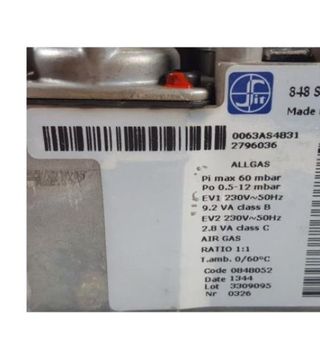 Sit
848 S
Made
0063AS4831
2796036
ALLGAS
Pi max 60 mbar
Po 0.5-12 mbar
EV1 230V~50Hz
9.2 VA class B
EV2 230V~50Hz
2.8 VA class C
AIR GAS
RATIO 1:1
T.amb. 0/60°C
Code 0848052
Date 1344
Lot 3309095
Nr 0326